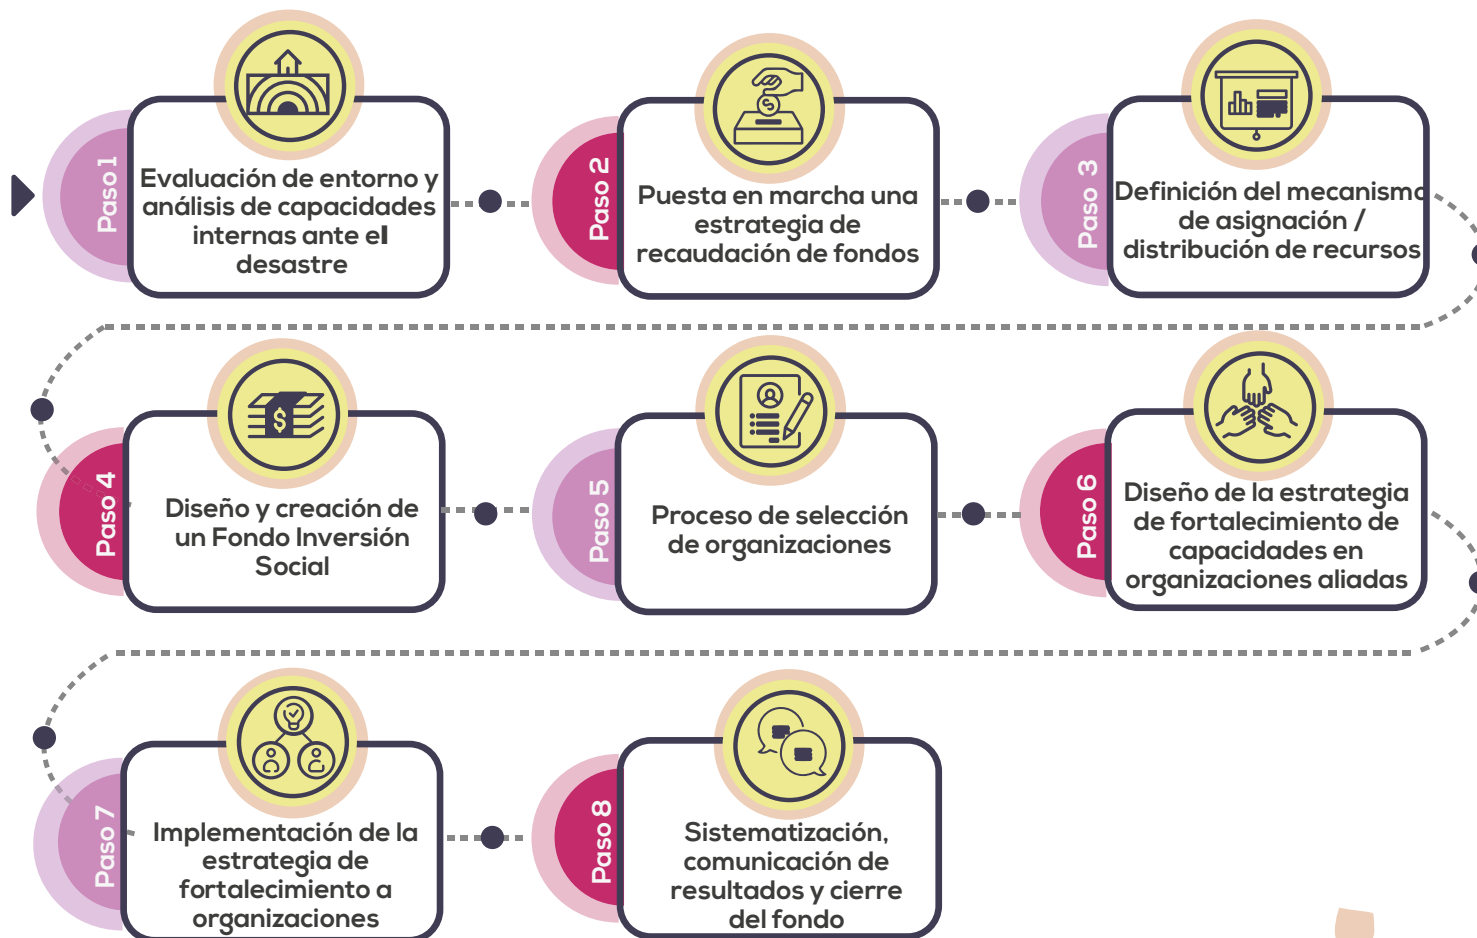 Paso 1
Evaluación de entorno y
análisis de capacidades
internas ante el
desastre
Paso 2
Puesta en marcha una
estrategia de
recaudación de fondos
Paso 3
Definición del mecanismo
de asignación /
distribución de recursos
Paso 4
Diseño y creación de
un Fondo Inversión
Social
Paso 5
Proceso de selección
de organizaciones
Paso 6
Diseño de la estrategia
de fortalecimiento de
capacidades en
organizaciones aliadas
Paso 7
Implementación de la
estrategia de
fortalecimiento a
organizaciones
Paso 8
Sistematización,
comunicación de
resultados y cierre
del fondo